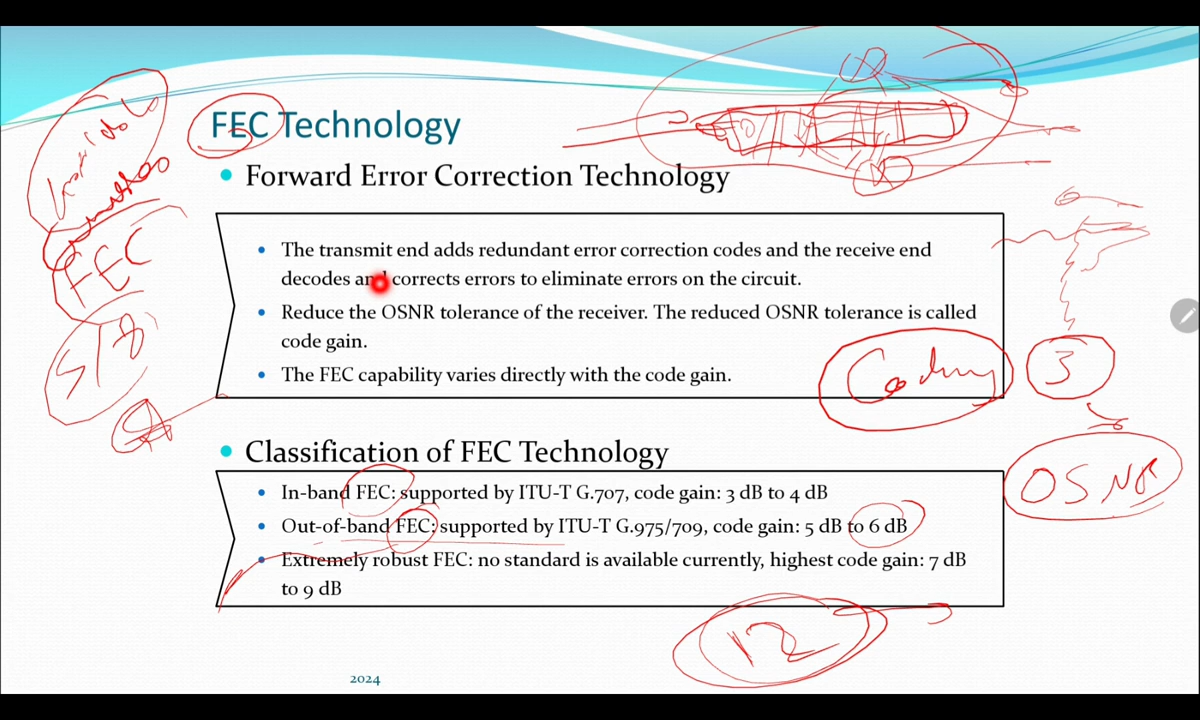 FEC Technology
Forward Error Correction Technology
The transmit end adds redundant error correction codes and the receive end
decodes and corrects errors to eliminate errors on the circuit.
Reduce the OSNR tolerance of the receiver. The reduced OSNR tolerance is called
code gain.
The FEC capability varies directly with the code gain.
Classification of FEC Technology
In-band FEC: supported by ITU-T G.707, code gain: 3 dB to 4 dB
Out-of-band FEC: supported by ITU-T G.975/709, code gain: 5 dB to 6 dB
Extremely robust FEC: no standard is available currently, highest code gain: 7 dB
to 9 dB
2024
FEC
Coding
3
OSNR
12